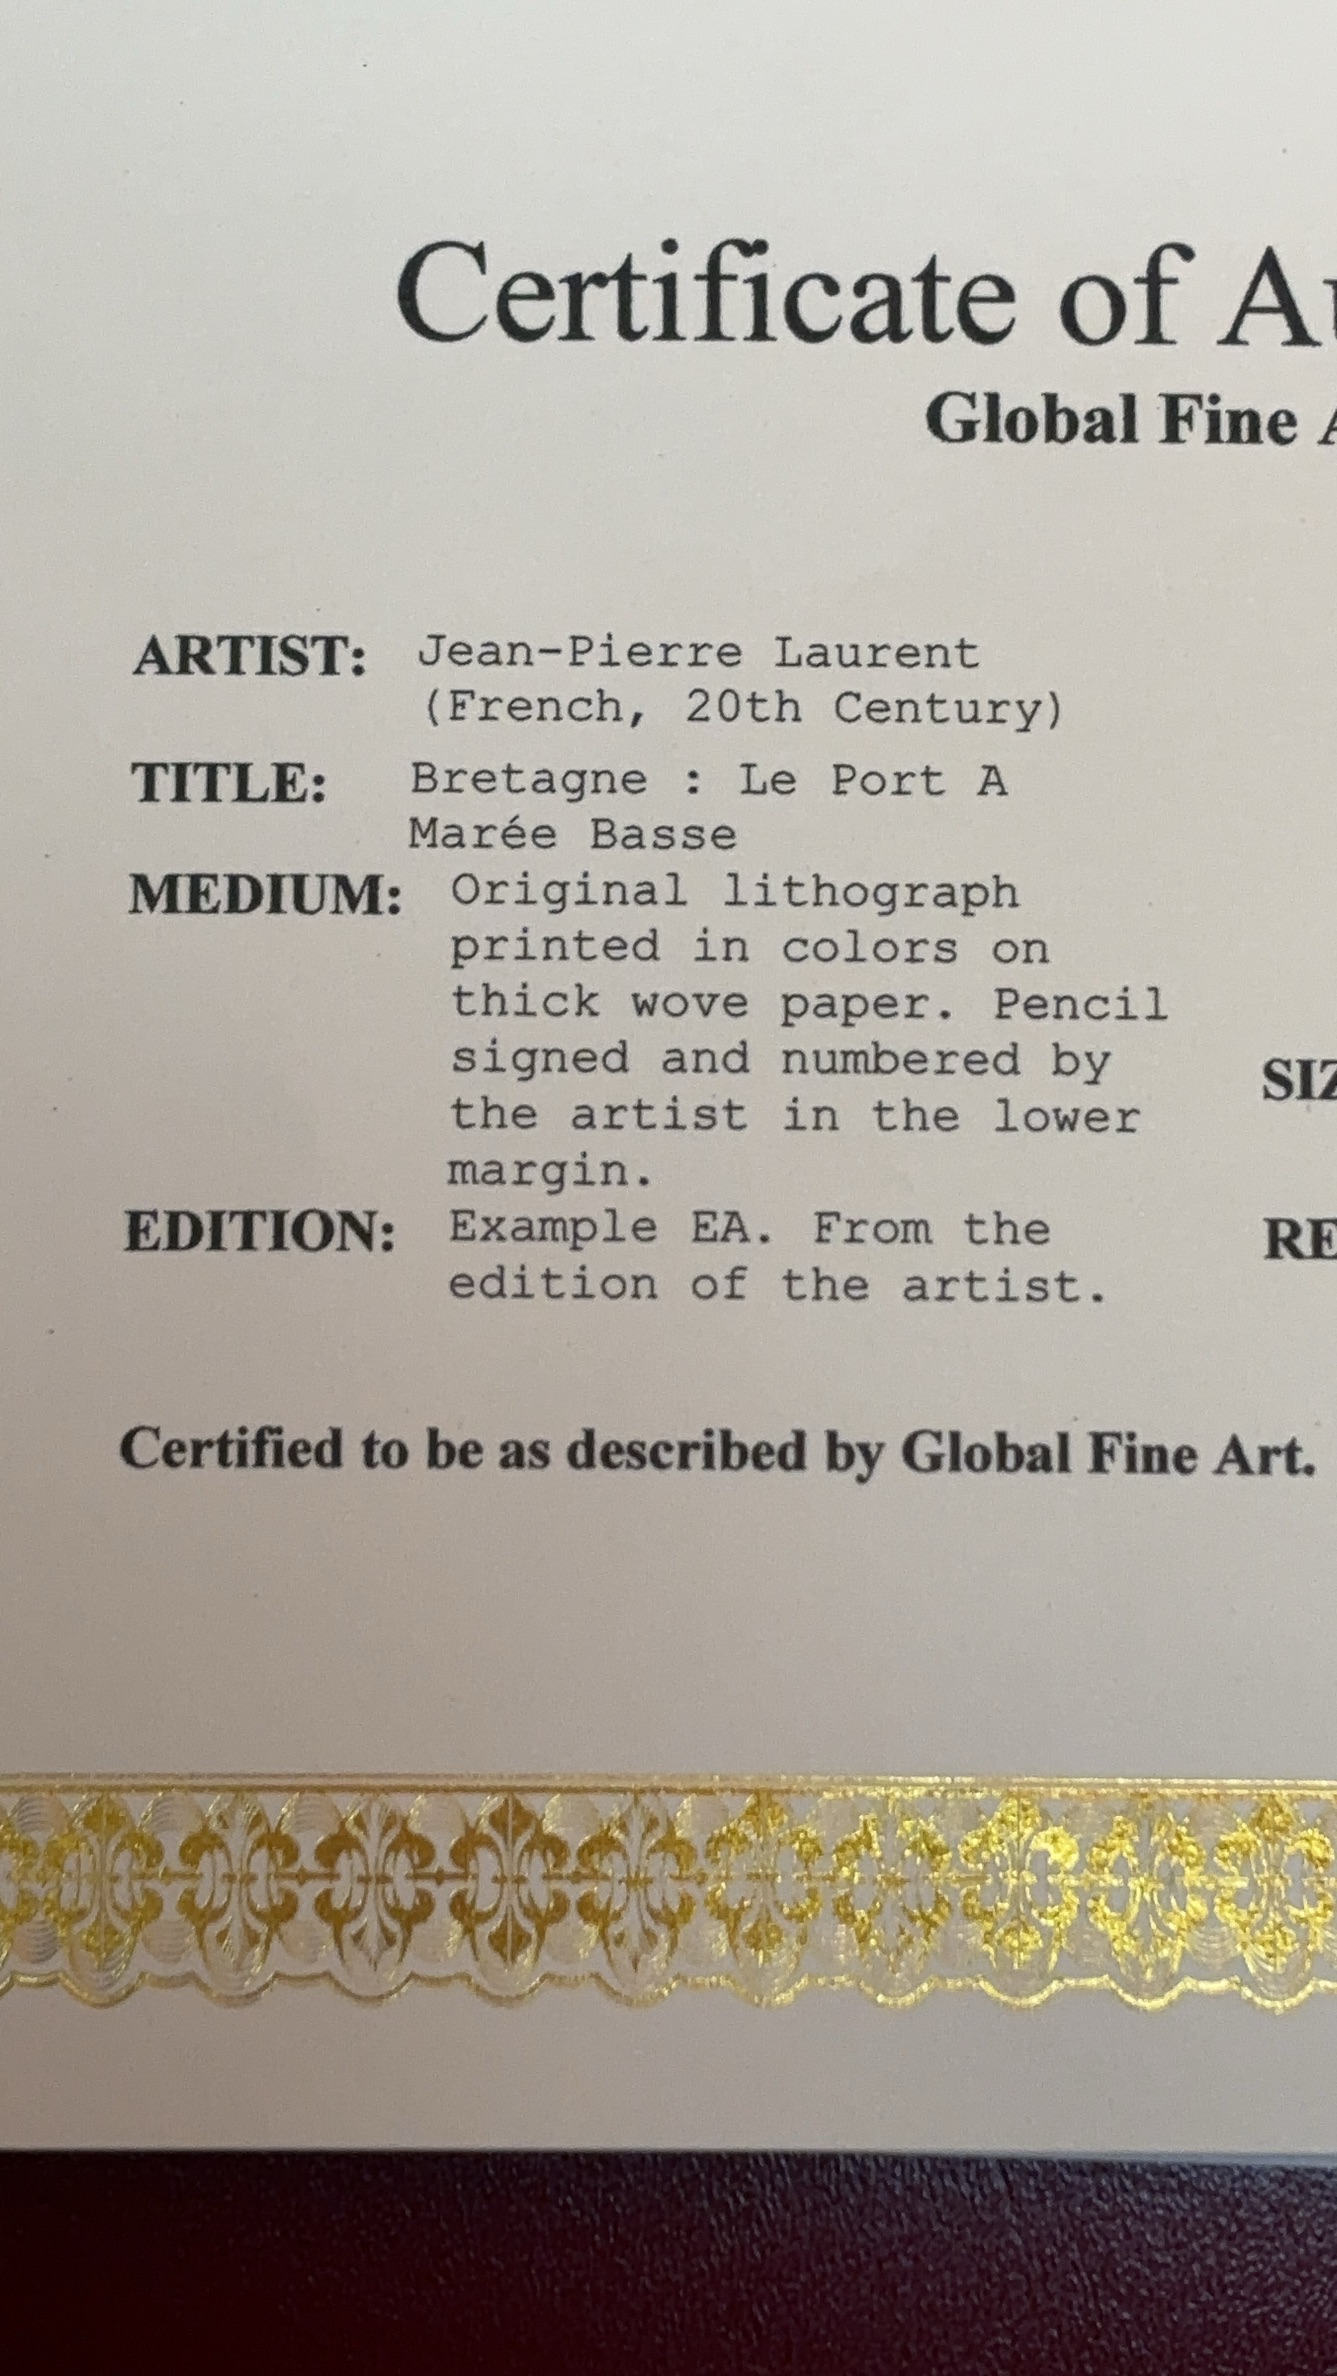 Certificate of
Global Fine
ARTIST: Jean-Pierre Laurent
(French, 20th Century)
TITLE: Bretagne : Le Port A
Marée Basse
MEDIUM: Original lithograph
printed in colors on
thick wove paper. Pencil
signed and numbered by
the artist in the lower
margin.
EDITION: Example EA. From the
edition of the artist.
Certified to be as described by Global Fine Art.